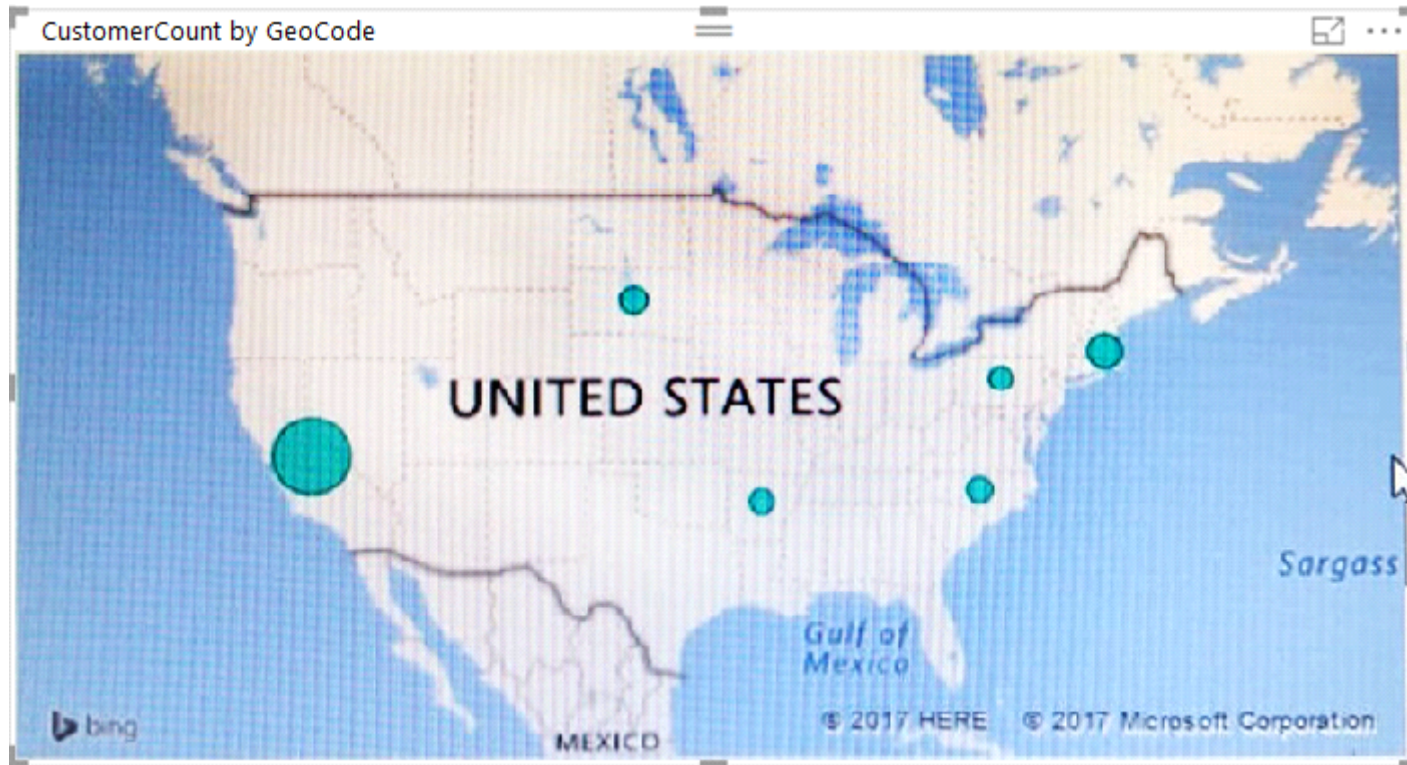 CustomerCount by GeoCode
UNITED STATES
Sargass
Gulf of
Mexico
bing
© 2017 HERE © 2017 Microsoft Corporation
MEXICO